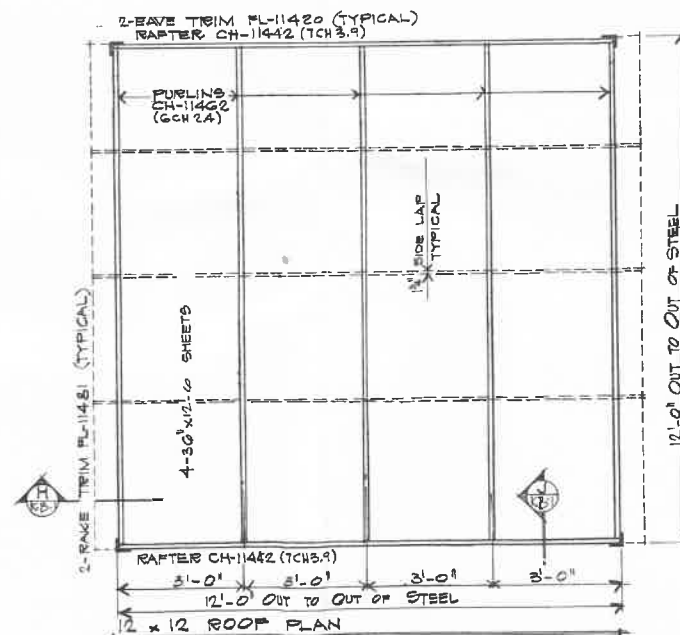 2-EAVE TRIM FL-11420 (TYPICAL)
RAFTER CH-11442 (7CH3.9)
PURLINS
CH-11462
(6CH2.4)
1¾" SIDE LAP
TYPICAL
12'-0" OUT TO OUT OF STEEL
2-RAKE TRIM FL-11481 (TYPICAL)
4-36"x12'-6 SHEETS
H
J
RAFTER CH-11442 (7CH3.9)
3'-0" 3'-0" 3'-0" 3'-0"
12'-0" OUT TO OUT OF STEEL
12 x 12 ROOF PLAN